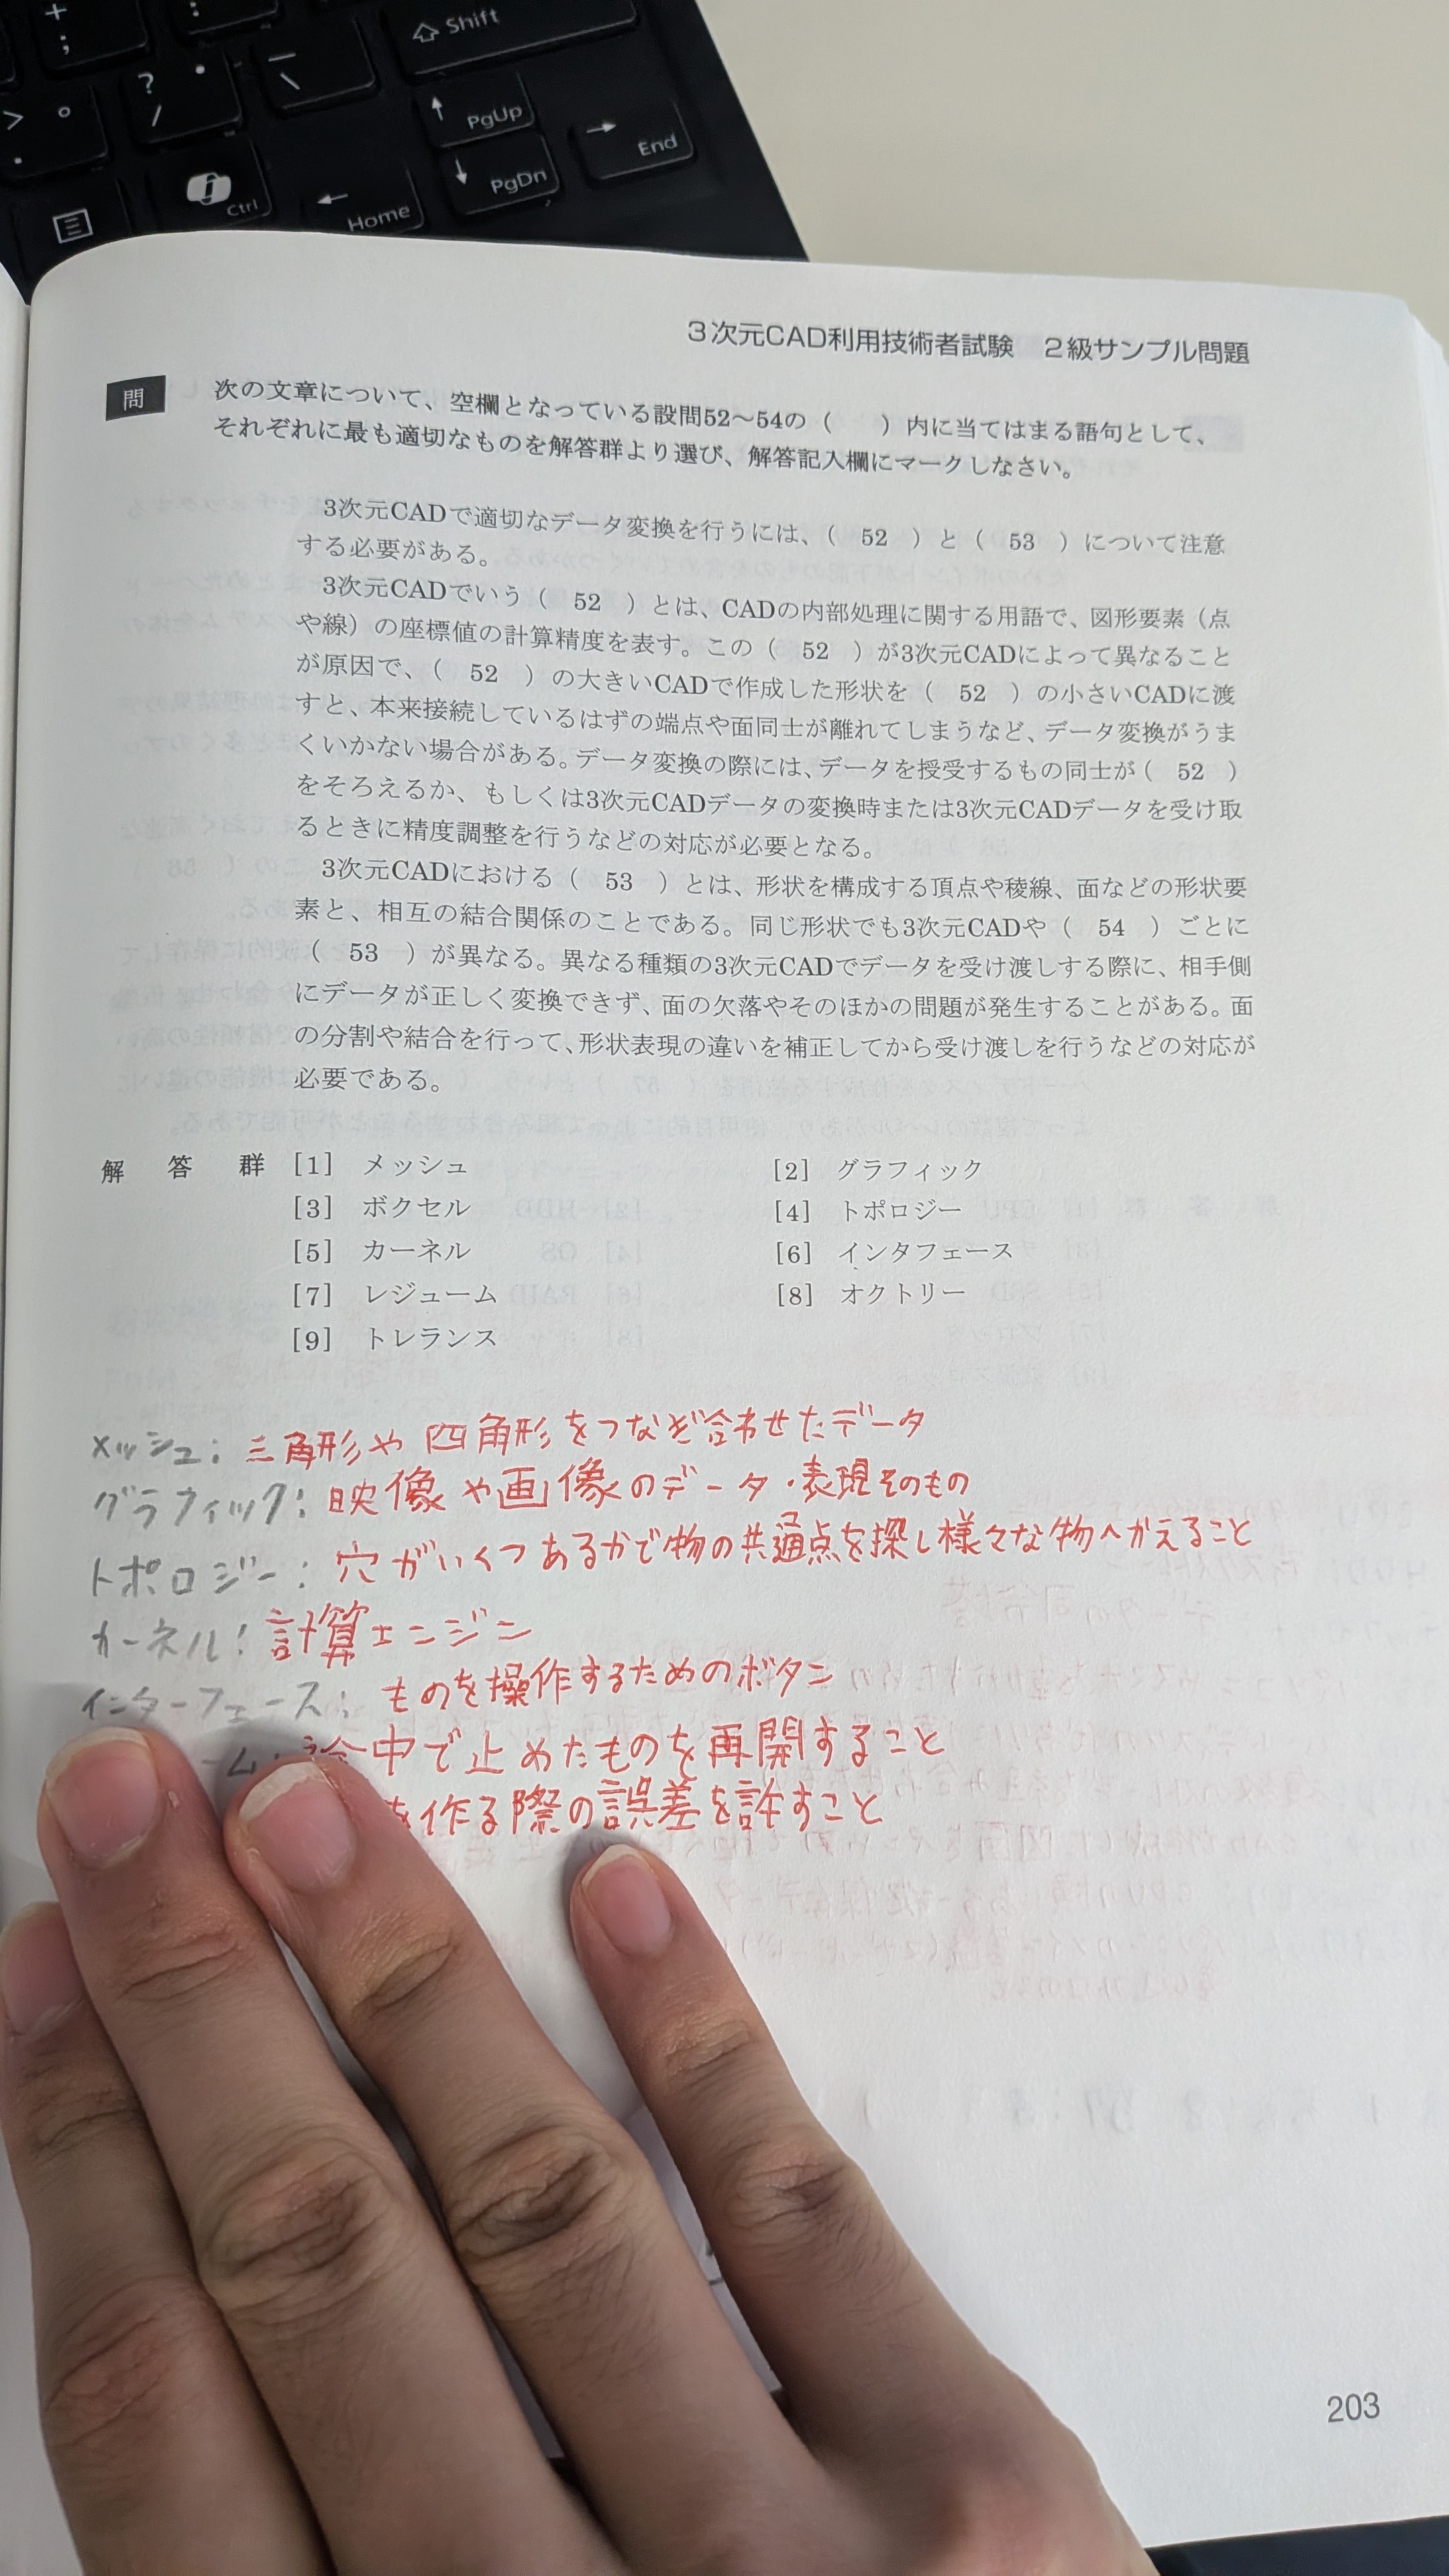 +
;
:
Shift
?
/
\
PgUp
End
Ctrl
Home
PgDn
3次元CAD利用技術者試験 2級サンプル問題
問 次の文章について、空欄となっている設問52～54の（ ）内に当てはまる語句として、
それぞれに最も適切なものを解答群より選び、解答記入欄にマークしなさい。
3次元CADで適切なデータ変換を行うには、（ 52 ）と（ 53 ）について注意
する必要がある。
3次元CADでいう（ 52 ）とは、CADの内部処理に関する用語で、図形要素（点
や線）の座標値の計算精度を表す。この（ 52 ）が3次元CADによって異なること
が原因で、（ 52 ）の大きいCADで作成した形状を（ 52 ）の小さいCADに渡
すと、本来接続しているはずの端点や面同士が離れてしまうなど、データ変換がうま
くいかない場合がある。データ変換の際には、データを授受するもの同士が（ 52 ）
をそろえるか、もしくは3次元CADデータの変換時または3次元CADデータを受け取
るときに精度調整を行うなどの対応が必要となる。
3次元CADにおける（ 53 ）とは、形状を構成する頂点や稜線、面などの形状要
素と、相互の結合関係のことである。同じ形状でも3次元CADや（ 54 ）ごとに
（ 53 ）が異なる。異なる種類の3次元CADでデータを受け渡しする際に、相手側
にデータが正しく変換できず、面の欠落やそのほかの問題が発生することがある。面
の分割や結合を行って、形状表現の違いを補正してから受け渡しを行うなどの対応が
必要である。
解答群 [1] メッシュ [2] グラフィック
[3] ボクセル [4] トポロジー
[5] カーネル [6] インタフェース
[7] レジューム [8] オクトリー
[9] トレランス
メッシュ：三角形や四角形をつなぎ合わせたデータ
グラフィック：映像や画像のデータ・表現そのもの
トポロジー：穴がいくつあるかで物の共通点を探し様々な物へかえること
カーネル：計算エンジン
インターフェース：ものを操作するためのボタン
ーム：途中で止めたものを再開すること
を作る際の誤差を許すこと
203